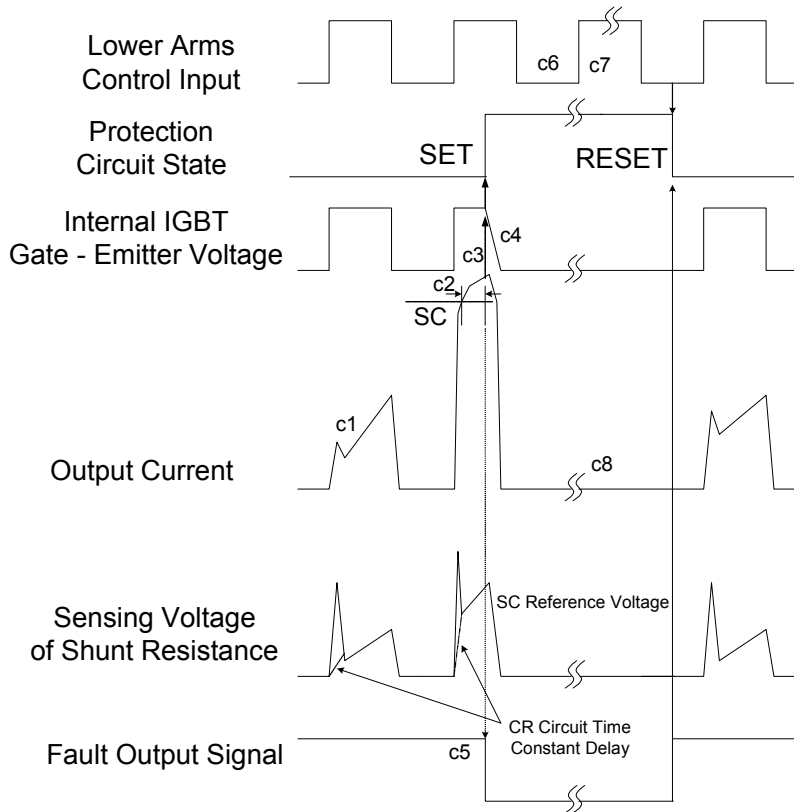 Lower Arms
Control Input
c6
c7
Protection
Circuit State
SET
RESET
Internal IGBT
Gate - Emitter Voltage
c4
c3
c2
SC
c1
Output Current
c8
SC Reference Voltage
Sensing Voltage
of Shunt Resistance
CR Circuit Time
Constant Delay
Fault Output Signal
c5